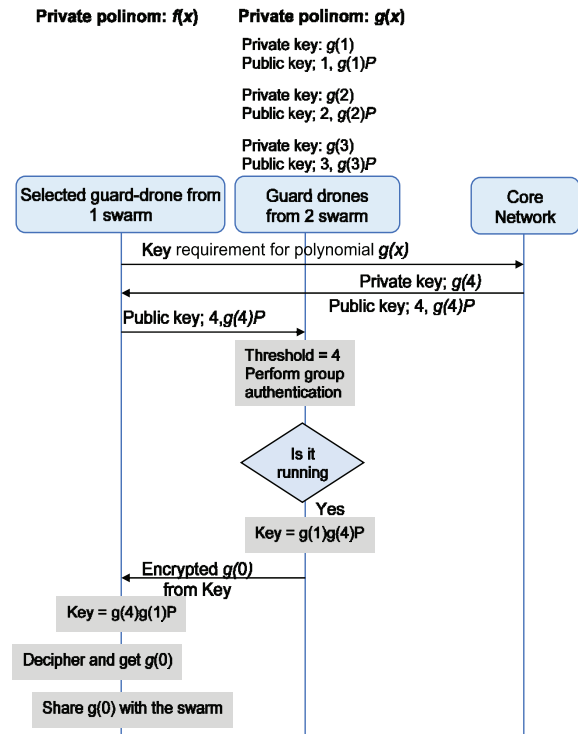 Private polinom: f(x)
Private polinom: g(x)
Private key: g(1)
Public key; 1, g(1)P
Private key: g(2)
Public key; 2, g(2)P
Private key: g(3)
Public key; 3, g(3)P
Selected guard-drone from
1 swarm
Guard drones
from 2 swarm
Core
Network
Key requirement for polynomial g(x)
Private key; g(4)
Public key; 4, g(4)P
Public key; 4,g(4)P
Threshold = 4
Perform group
authentication
Is it
running
Yes
Key = g(1)g(4)P
Encrypted g(0)
from Key
Key = g(4)g(1)P
Decipher and get g(0)
Share g(0) with the swarm